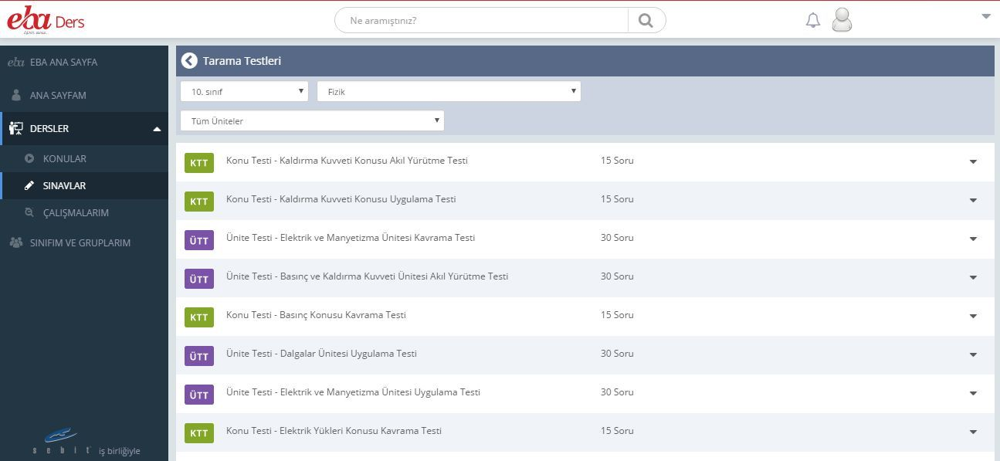 eba Ders
Ne aramıştınız?
eba EBA ANA SAYFA
ANA SAYFAM
DERSLER
KONULAR
SINAVLAR
ÇALIŞMALARIM
SINIFIM VE GRUPLARIM
sebit iş birliğiyle
Tarama Testleri
10. sınıf Fizik
Tüm Üniteler
KTT Konu Testi - Kaldırma Kuvveti Konusu Akıl Yürütme Testi 15 Soru
KTT Konu Testi - Kaldırma Kuvveti Konusu Uygulama Testi 15 Soru
ÜTT Ünite Testi - Elektrik ve Manyetizma Ünitesi Kavrama Testi 30 Soru
ÜTT Ünite Testi - Basınç ve Kaldırma Kuvveti Ünitesi Akıl Yürütme Testi 30 Soru
KTT Konu Testi - Basınç Konusu Kavrama Testi 15 Soru
ÜTT Ünite Testi - Dalgalar Ünitesi Uygulama Testi 30 Soru
ÜTT Ünite Testi - Elektrik ve Manyetizma Ünitesi Uygulama Testi 30 Soru
KTT Konu Testi - Elektrik Yükleri Konusu Kavrama Testi 15 Soru